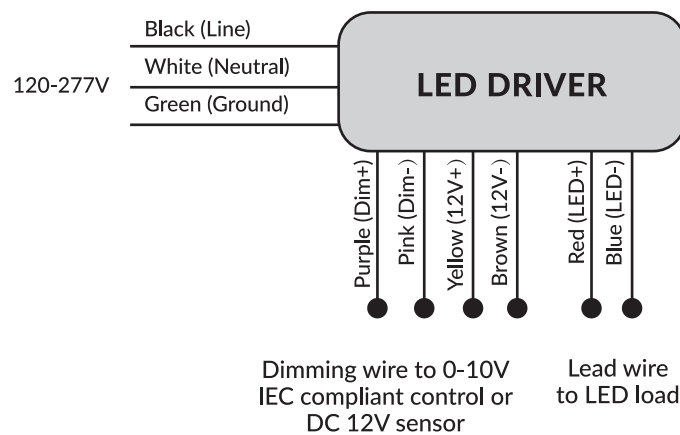 Black (Line)
White (Neutral)
120-277V
Green (Ground)
LED DRIVER
Purple (Dim+)
Pink (Dim-)
Yellow (12V+)
Brown (12V-)
Red (LED+)
Blue (LED-)
Dimming wire to 0-10V
IEC compliant control or
DC 12V sensor
Lead wire
to LED load